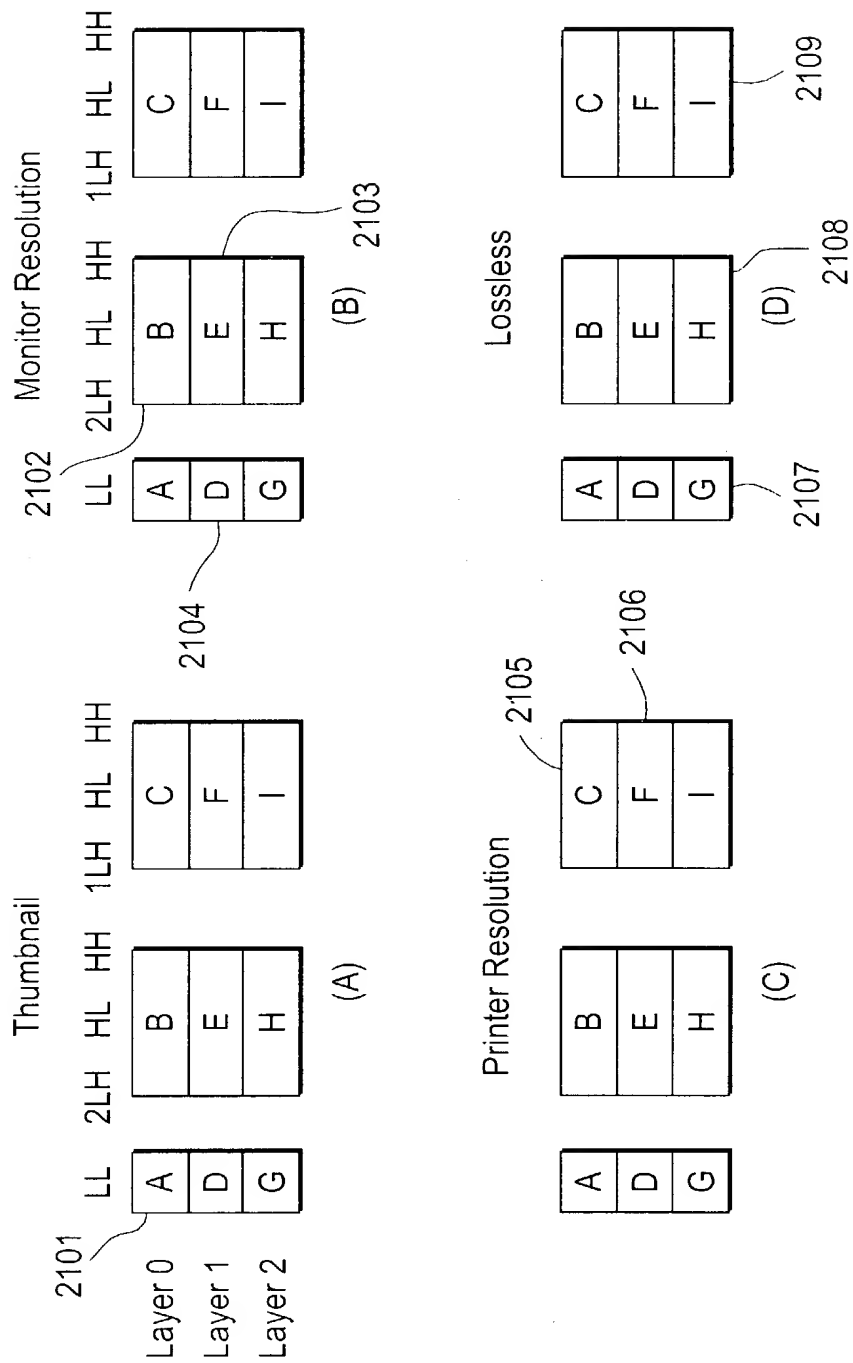 Thumbnail
LL 2LH HL HH 1LH HL HH
2101
Layer 0 A B C
Layer 1 D E F
Layer 2 G H I
(A)
Monitor Resolution
2102
LL 2LH HL HH 1LH HL HH
A B C
D E F
G H I
2104
2103
(B)
Printer Resolution
2105
A B C
D E F
G H I
2106
(C)
Lossless
A B C
D E F
G H I
2107
2108
2109
(D)